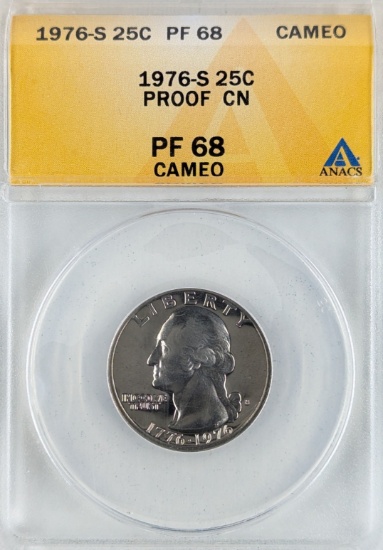 1976-S 25C PF 68 CAMEO
1976-S 25C
PROOF CN
PF 68
CAMEO
ANACS
LIBERTY
IN GOD WE
TRUST
S
1776-1976